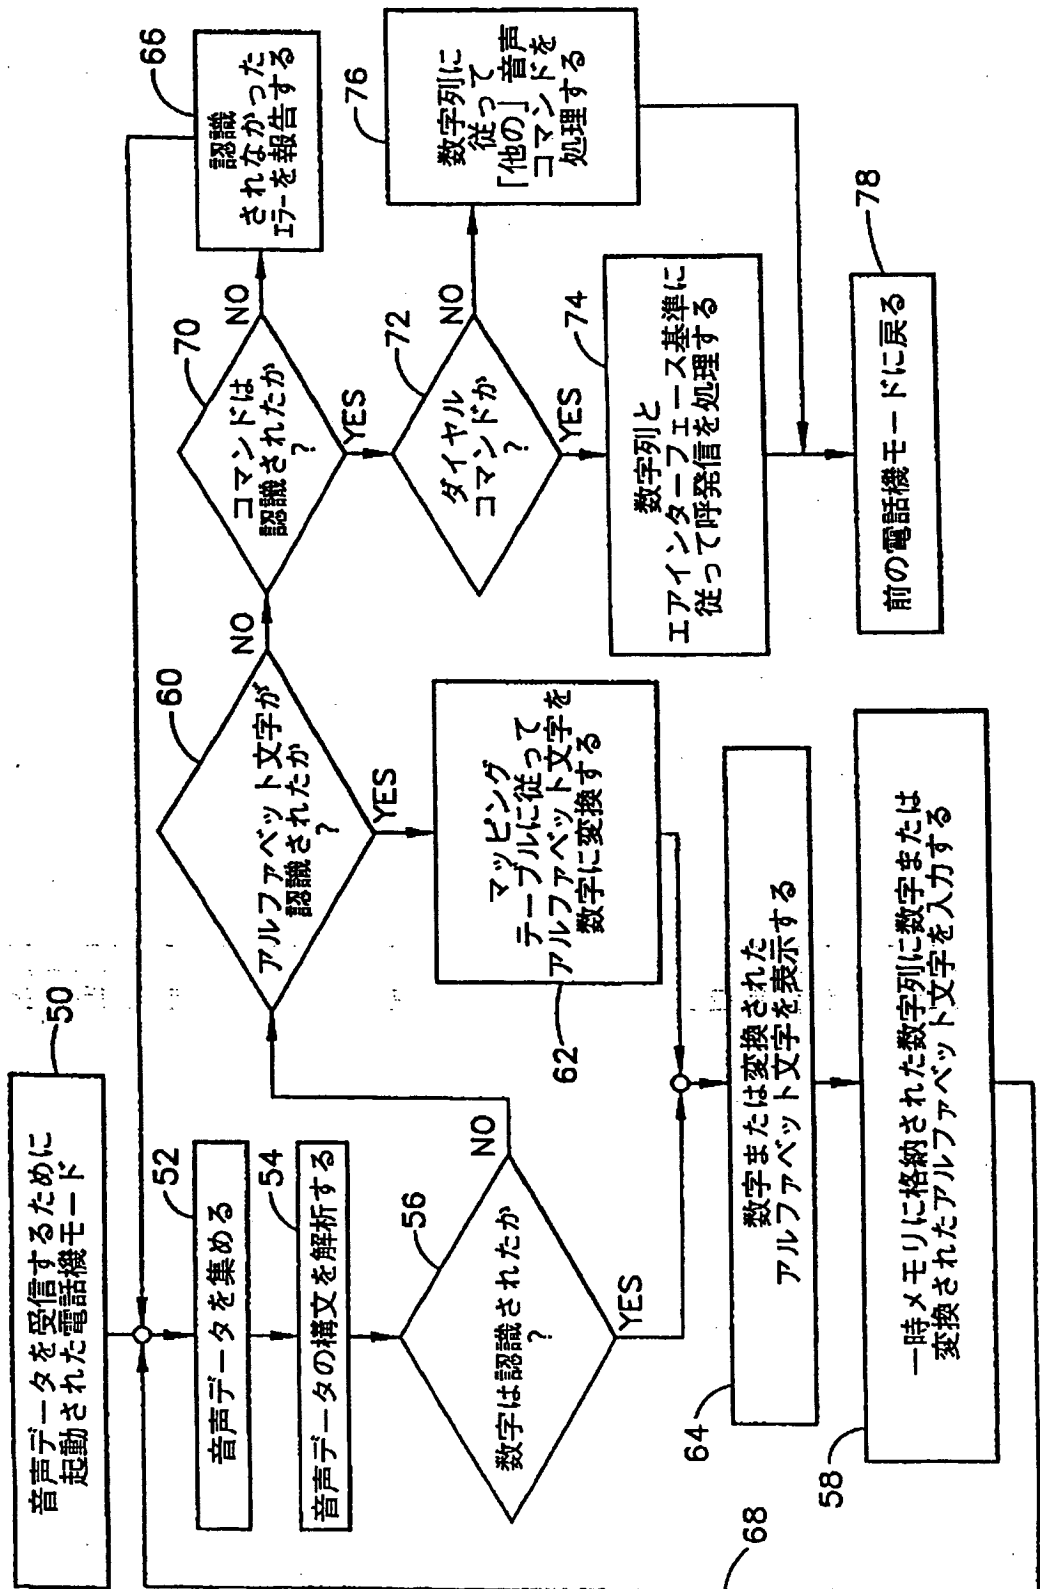 音声データを受信するために
起動された電話機モード
50
音声データを集める
52
音声データの構文を解析する
54
数字は認識されたか
?
56
NO
YES
アルファベット文字が
認識されたか
?
60
NO
YES
マッピング
テーブルに従って
アルファベット文字を
数字に変換する
62
数字または変換された
アルファベット文字を表示する
64
一時メモリに格納された数字列に数字または
変換されたアルファベット文字を入力する
58
68
コマンドは
認識されたか
?
70
NO
YES
認識
されなかった
エラーを報告する
66
ダイヤル
コマンドか
?
72
NO
YES
数字列と
エアインターフェース基準に
従って呼発信を処理する
74
数字列に
従って
「他の」音声
コマンドを
処理する
76
前の電話機モードに戻る
78